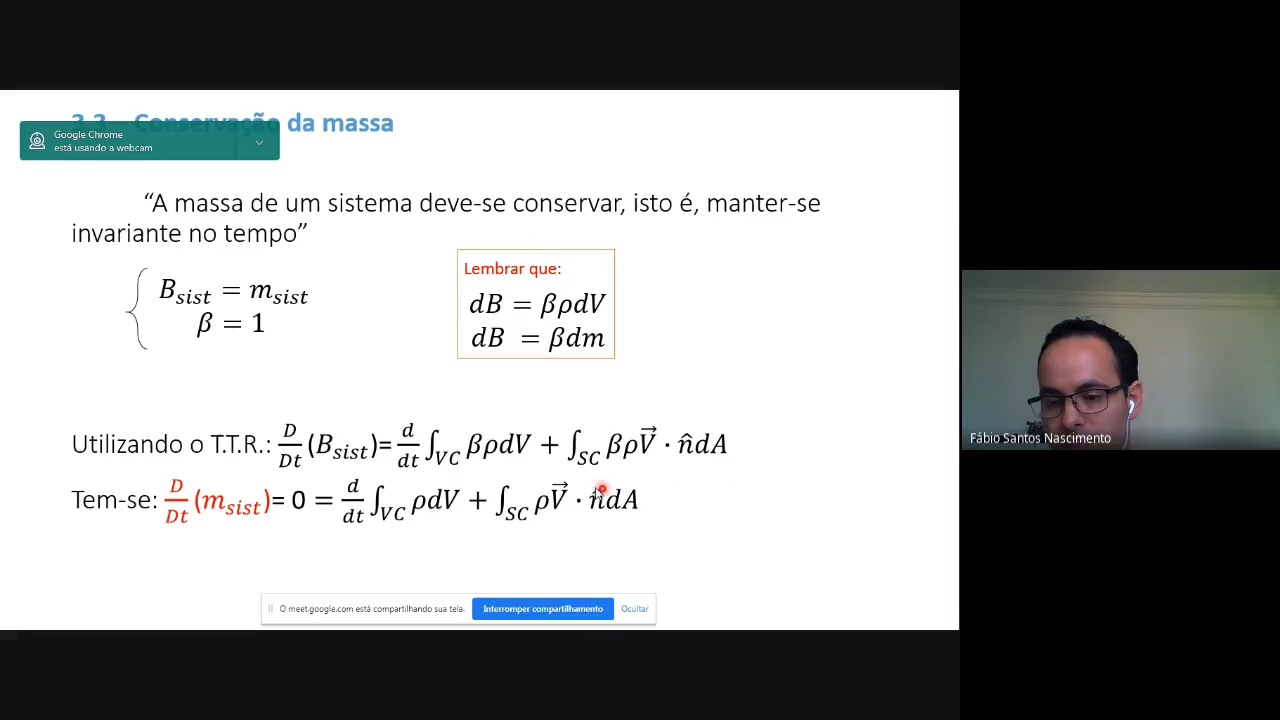 3.3 – Conservação da massa
Google Chrome
está usando a webcam
“A massa de um sistema deve-se conservar, isto é, manter-se
invariante no tempo”
B_sist = m_sist
β = 1
Lembrar que:
dB = βρdV
dB = βdm
Utilizando o T.T.R.: D/Dt (B_sist)= d/dt ∫_VC βρdV + ∫_SC βρV⃗ · n̂dA
Tem-se: D/Dt (m_sist)= 0 = d/dt ∫_VC ρdV + ∫_SC ρV⃗ · n̂dA
O meet.google.com está compartilhando sua tela.
Interromper compartilhamento
Ocultar
Fábio Santos Nascimento